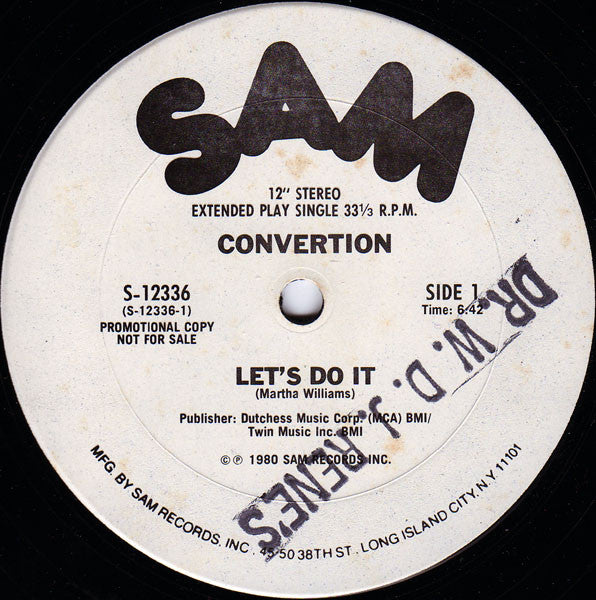 SAM
12" STEREO
EXTENDED PLAY SINGLE 33⅓ R.P.M.
CONVERTION
S-12336
(S-12336-1)
PROMOTIONAL COPY
NOT FOR SALE
SIDE 1
Time: 6:42
LET'S DO IT
(Martha Williams)
Publisher: Dutchess Music Corp. (MCA) BMI/
Twin Music Inc. BMI
© ℗ 1980 SAM RECORDS INC.
MFG. BY SAM RECORDS, INC. 45-50 38TH ST. LONG ISLAND CITY, N.Y. 11101
DR. W. D. J. RENE'S